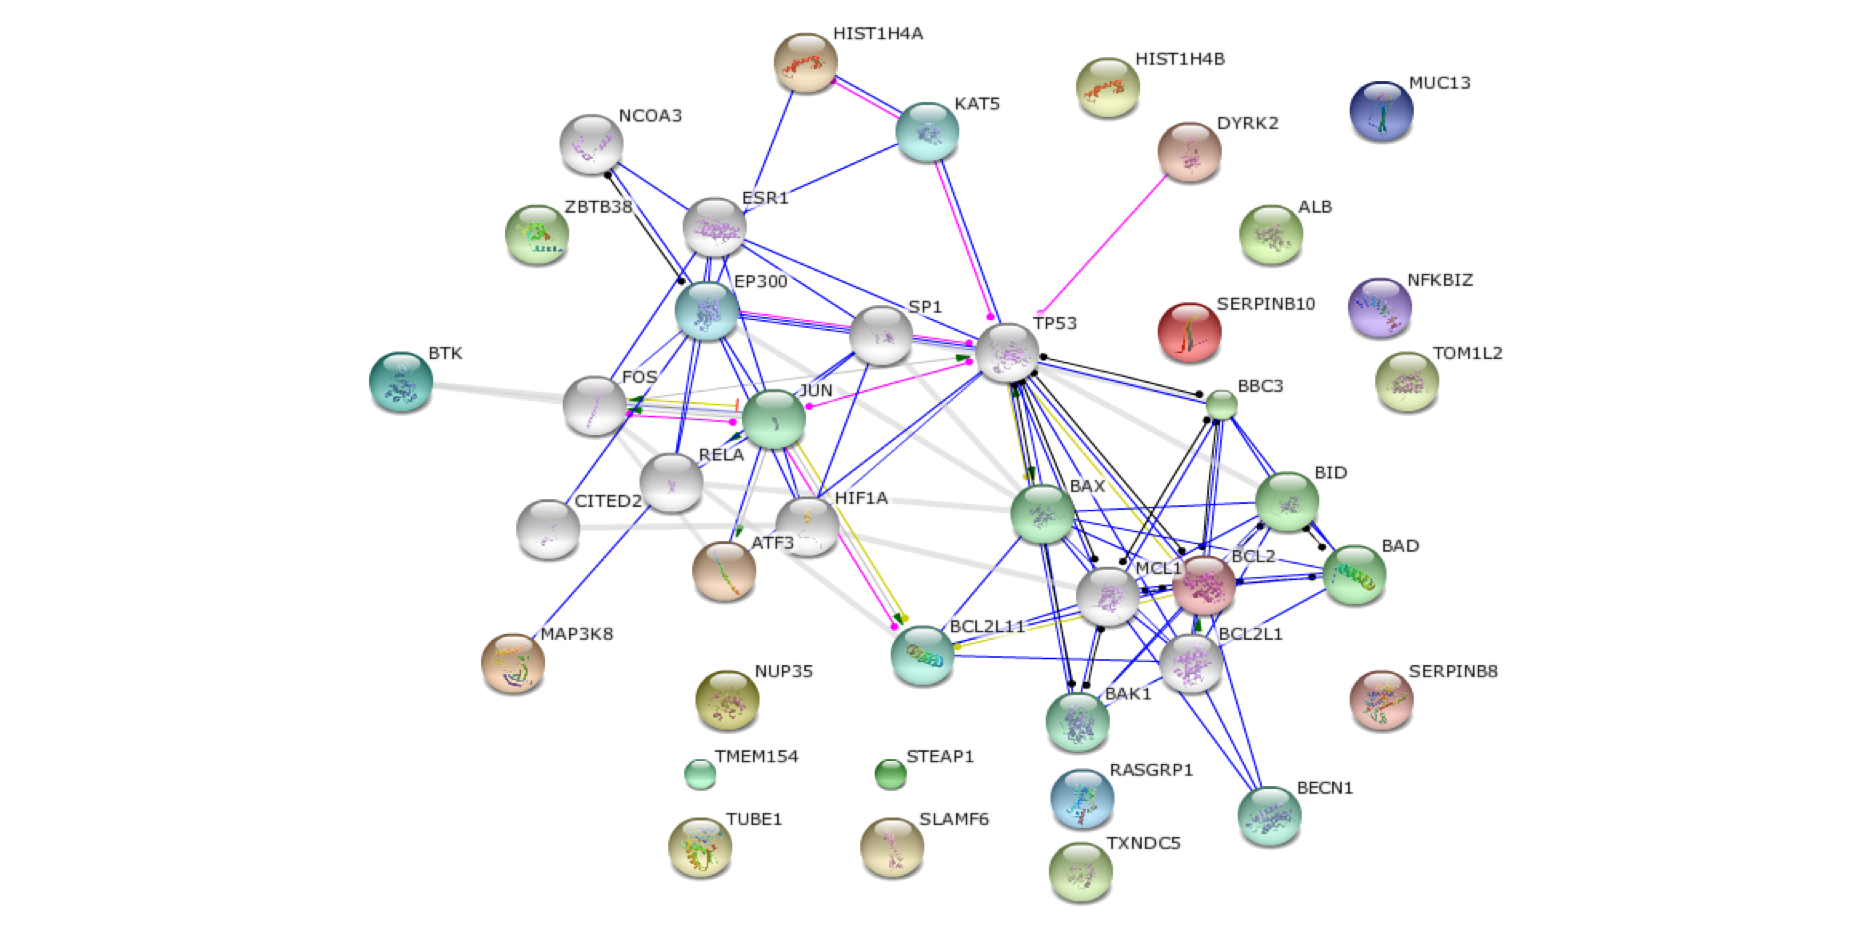 HIST1H4A
HIST1H4B
MUC13
KAT5
NCOA3
DYRK2
ESR1
ZBTB38
ALB
EP300
NFKBIZ
SP1
SERPINB10
TP53
BTK
TOM1L2
FOS
BBC3
JUN
RELA
BID
BAX
HIF1A
CITED2
ATF3
BAD
BCL2
MCL1
BCL2L11
MAP3K8
BCL2L1
NUP35
SERPINB8
BAK1
TMEM154
STEAP1
RASGRP1
BECN1
TUBE1
SLAMF6
TXNDC5